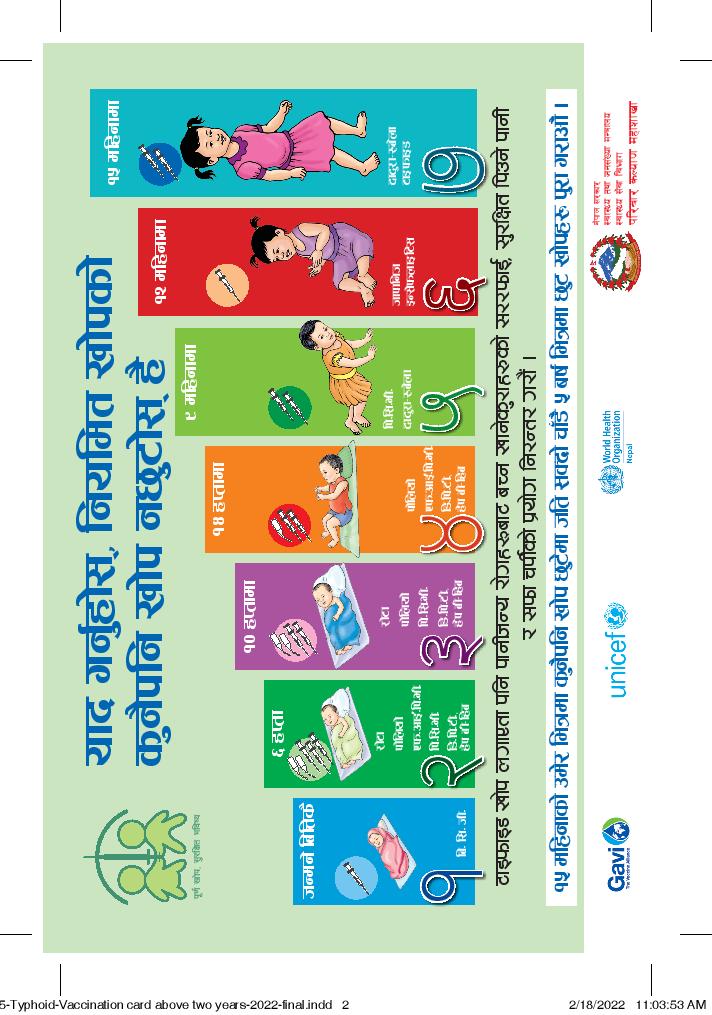 5-Typhoid-Vaccination card above two years-2022-final.indd 2
2/18/2022 11:03:53 AM
पूर्ण खोप, सुरक्षित भविष्य
याद गर्नुहोस्, नियमित खोपको
कुनैपनि खोप नछुटोस् है
जन्मने बित्तिकै
बि. सि. जी.
१
६ हप्ता
रोटा
पोलियो
एफ.आई.पि.भी.
पि.सि.भी
डि.पि.टी.
हेप बी-हिब
२
१० हप्तामा
रोटा
पोलियो
पि.सि.भी.
डि.पि.टी.
हेप बी-हिब
३
१४ हप्तामा
पोलियो
एफ.आई.पि.भी.
डि.पि.टी.
हेप बी-हिब
४
९ महिनामा
पि.सि.भी.
दादुरा-रुबेला
५
१२ महिनामा
जापानिज
इन्सेफलाइटिस
६
१५ महिनामा
दादुरा-रुबेला
टाइफाइड
७
टाइफाइड खोप लगाएता पनि पानीजन्य रोगहरुबाट बच्न खानेकुराहरुको सरसफाई, सुरक्षित पिउने पानी
र सफा चर्पीको प्रयोग निरन्तर गरौं ।
१५ महिनाको उमेर भित्रमा कुनैपनि खोप छुटेमा जति सक्दो चाँडै ५ बर्ष भित्रमा छुट खोपहरू पुरा गराऔं ।
Gavi
The Vaccine Alliance
unicef
World Health
Organization
Nepal
नेपाल सरकार
स्वास्थ्य तथा जनसंख्या मन्त्रालय
स्वास्थ्य सेवा विभाग
परिवार कल्याण महाशाखा